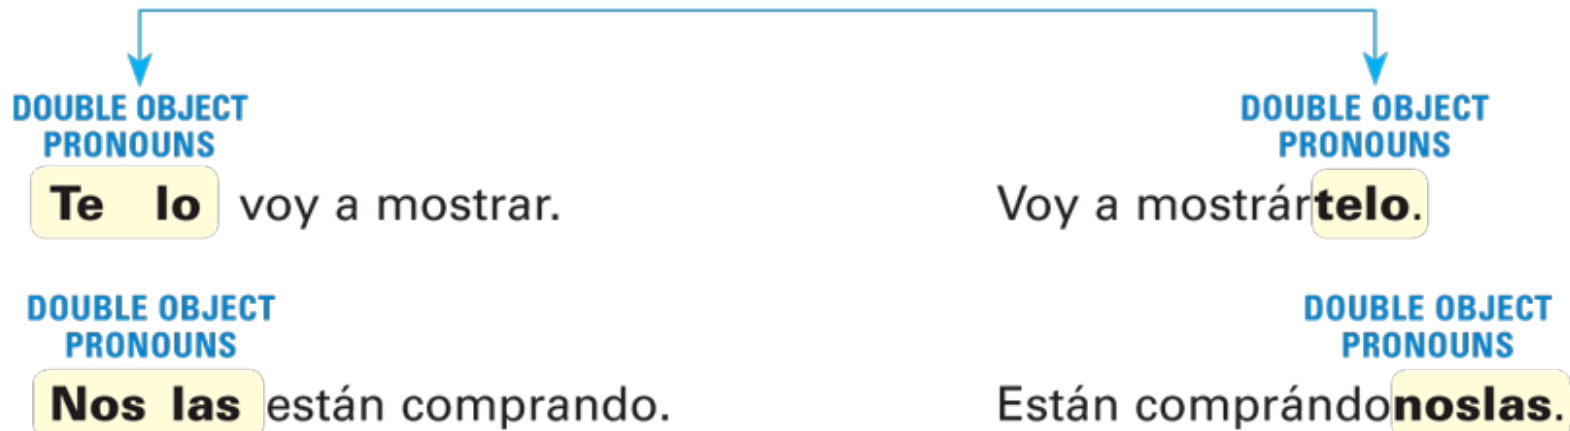 DOUBLE OBJECT
PRONOUNS
Te lo voy a mostrar.
DOUBLE OBJECT
PRONOUNS
Voy a mostrártelo.
DOUBLE OBJECT
PRONOUNS
Nos las están comprando.
DOUBLE OBJECT
PRONOUNS
Están comprándonoslas.